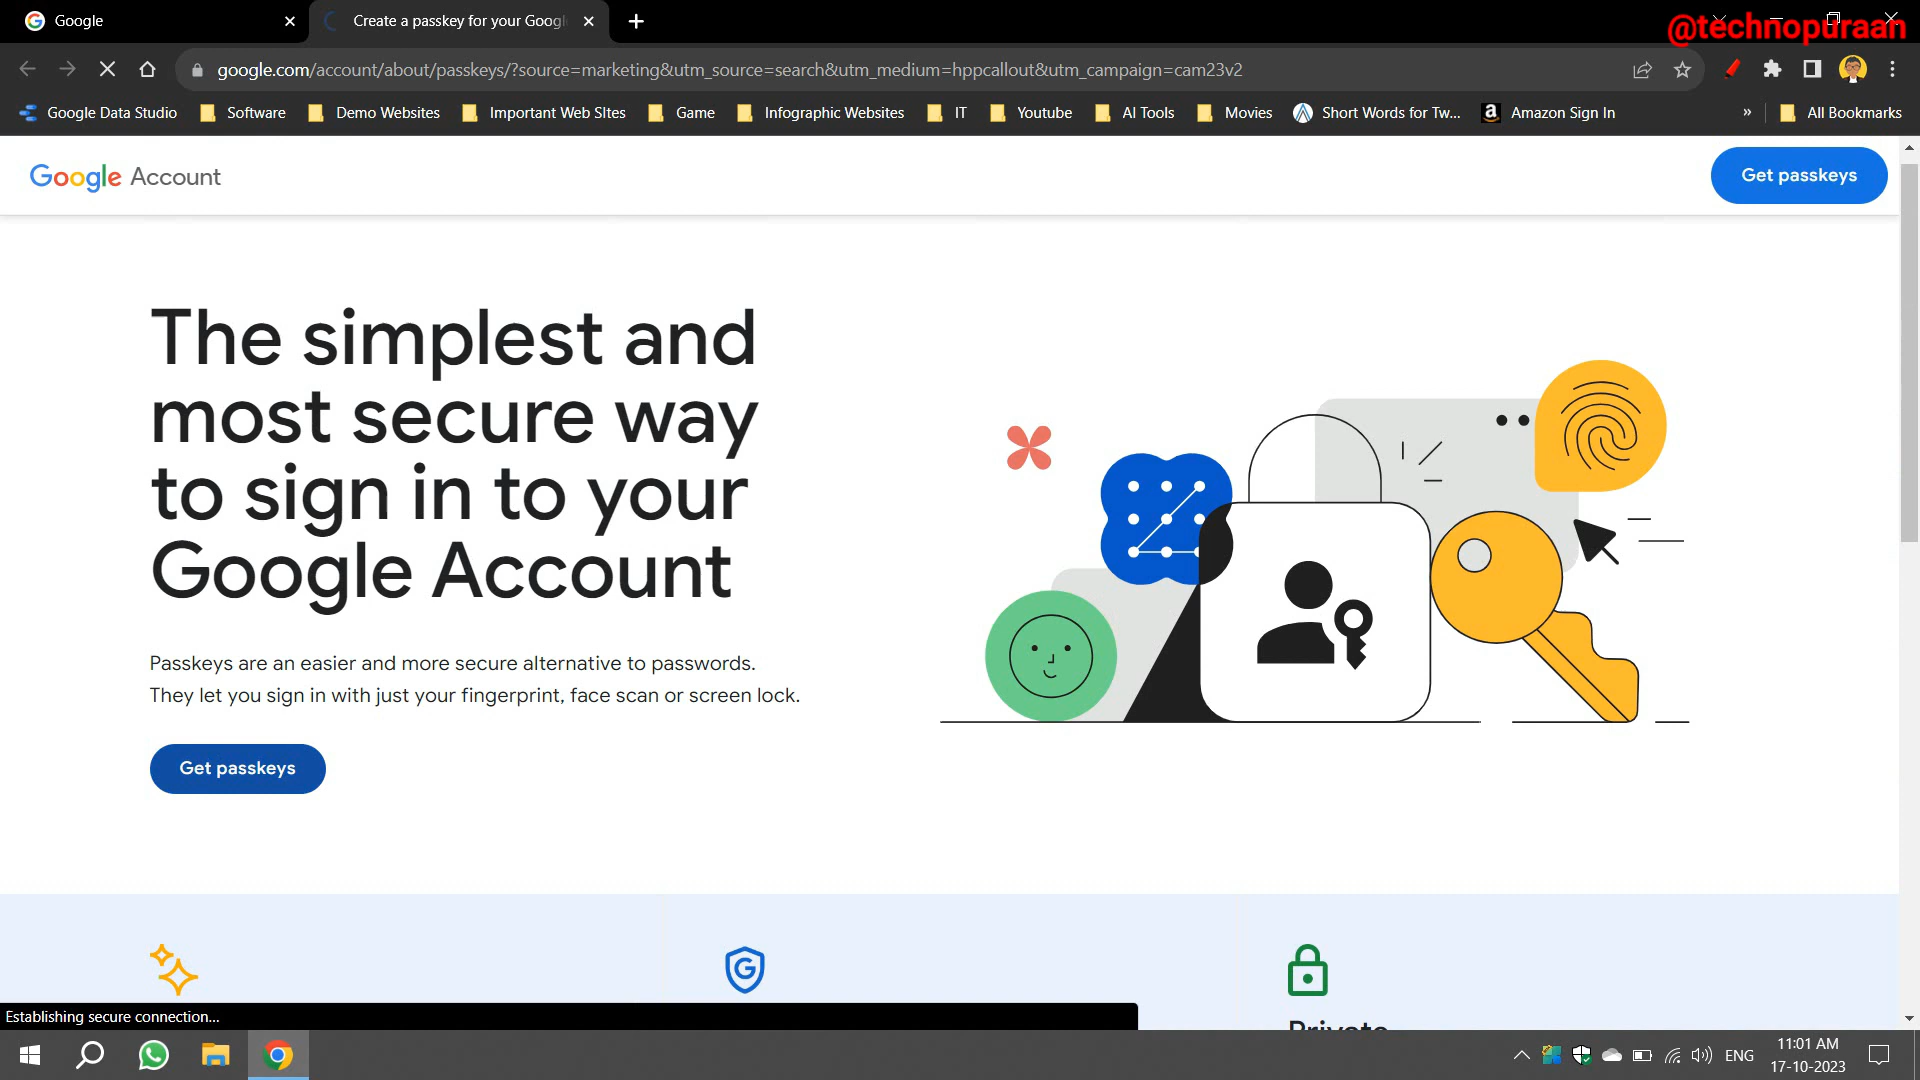 Google
Create a passkey for your Googl
@technopuraan
google.com/account/about/passkeys/?source=marketing&utm_source=search&utm_medium=hppcallout&utm_campaign=cam23v2
Google Data Studio
Software
Demo Websites
Important Web SItes
Game
Infographic Websites
IT
Youtube
AI Tools
Movies
Short Words for Tw...
a
Amazon Sign In
»
All Bookmarks
Google Account
Get passkeys
The simplest and
most secure way
to sign in to your
Google Account
Passkeys are an easier and more secure alternative to passwords.
They let you sign in with just your fingerprint, face scan or screen lock.
Get passkeys
G
Private
Establishing secure connection...
ENG
11:01 AM
17-10-2023